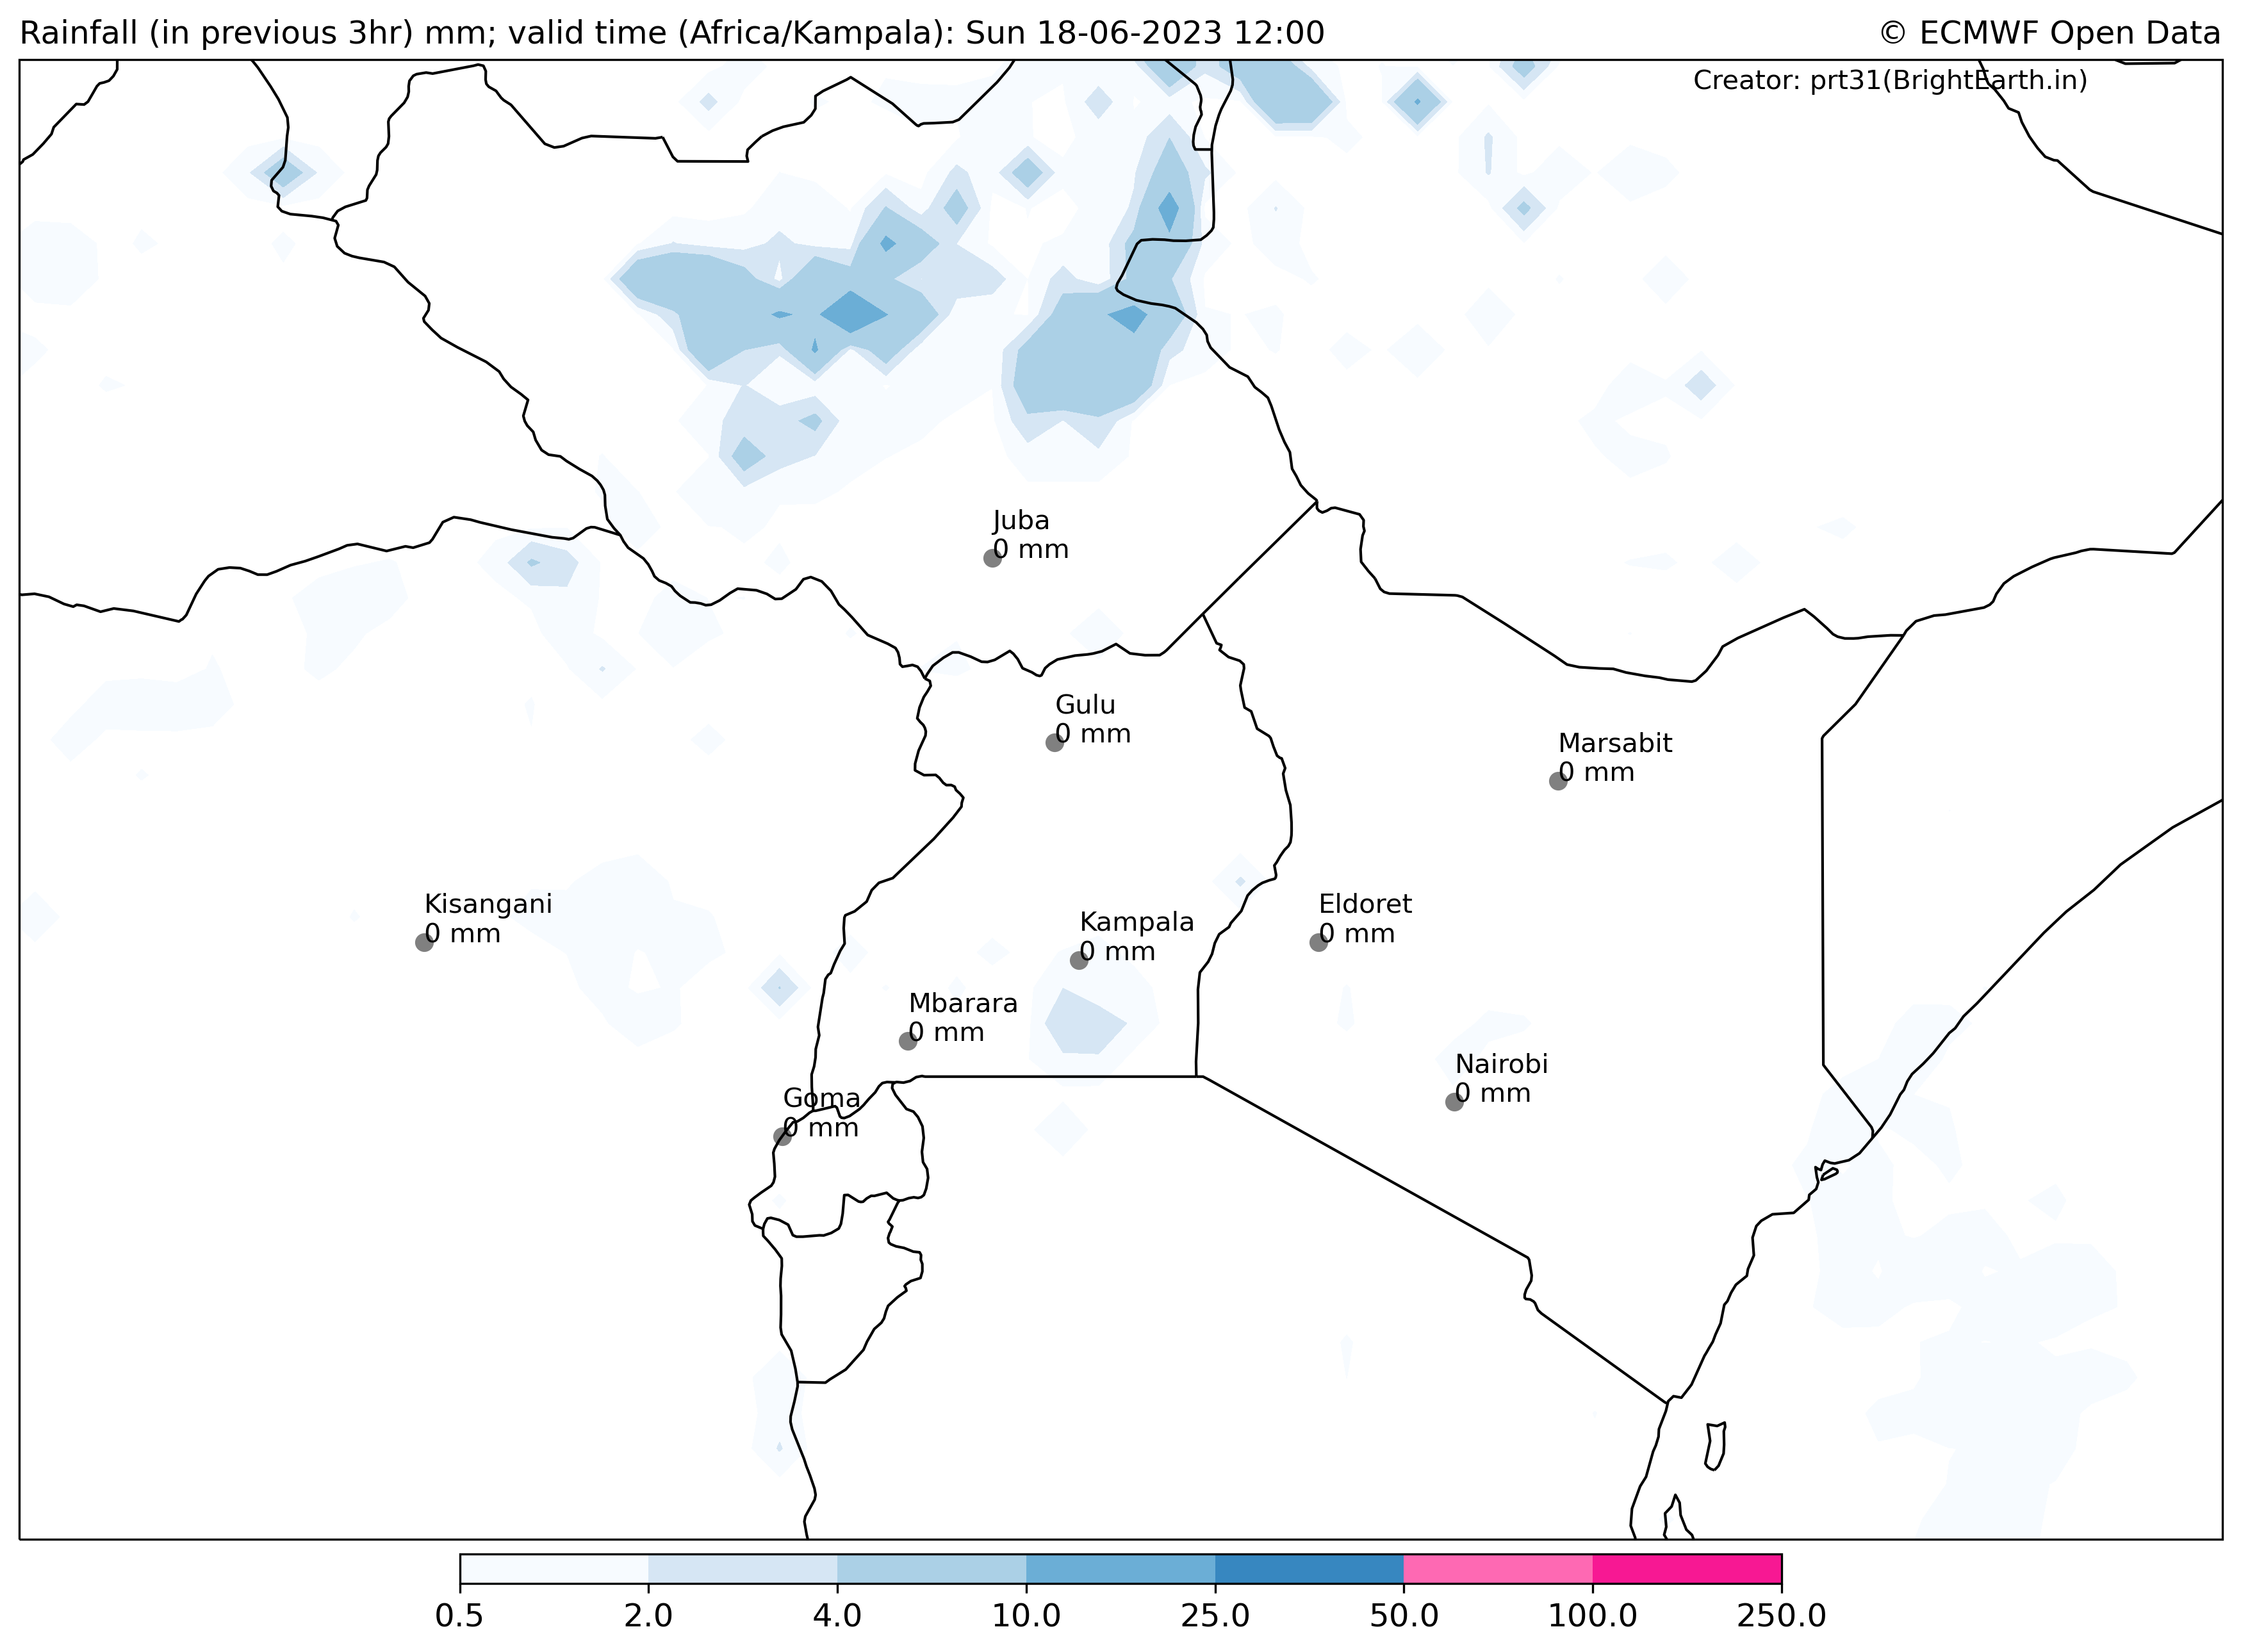 Rainfall (in previous 3hr) mm; valid time (Africa/Kampala): Sun 18-06-2023 12:00
© ECMWF Open Data
Creator: prt31(BrightEarth.in)
Juba
0 mm
Gulu
0 mm
Marsabit
0 mm
Kisangani
0 mm
Kampala
0 mm
Eldoret
0 mm
Mbarara
0 mm
Nairobi
0 mm
Goma
0 mm
0.5 2.0 4.0 10.0 25.0 50.0 100.0 250.0